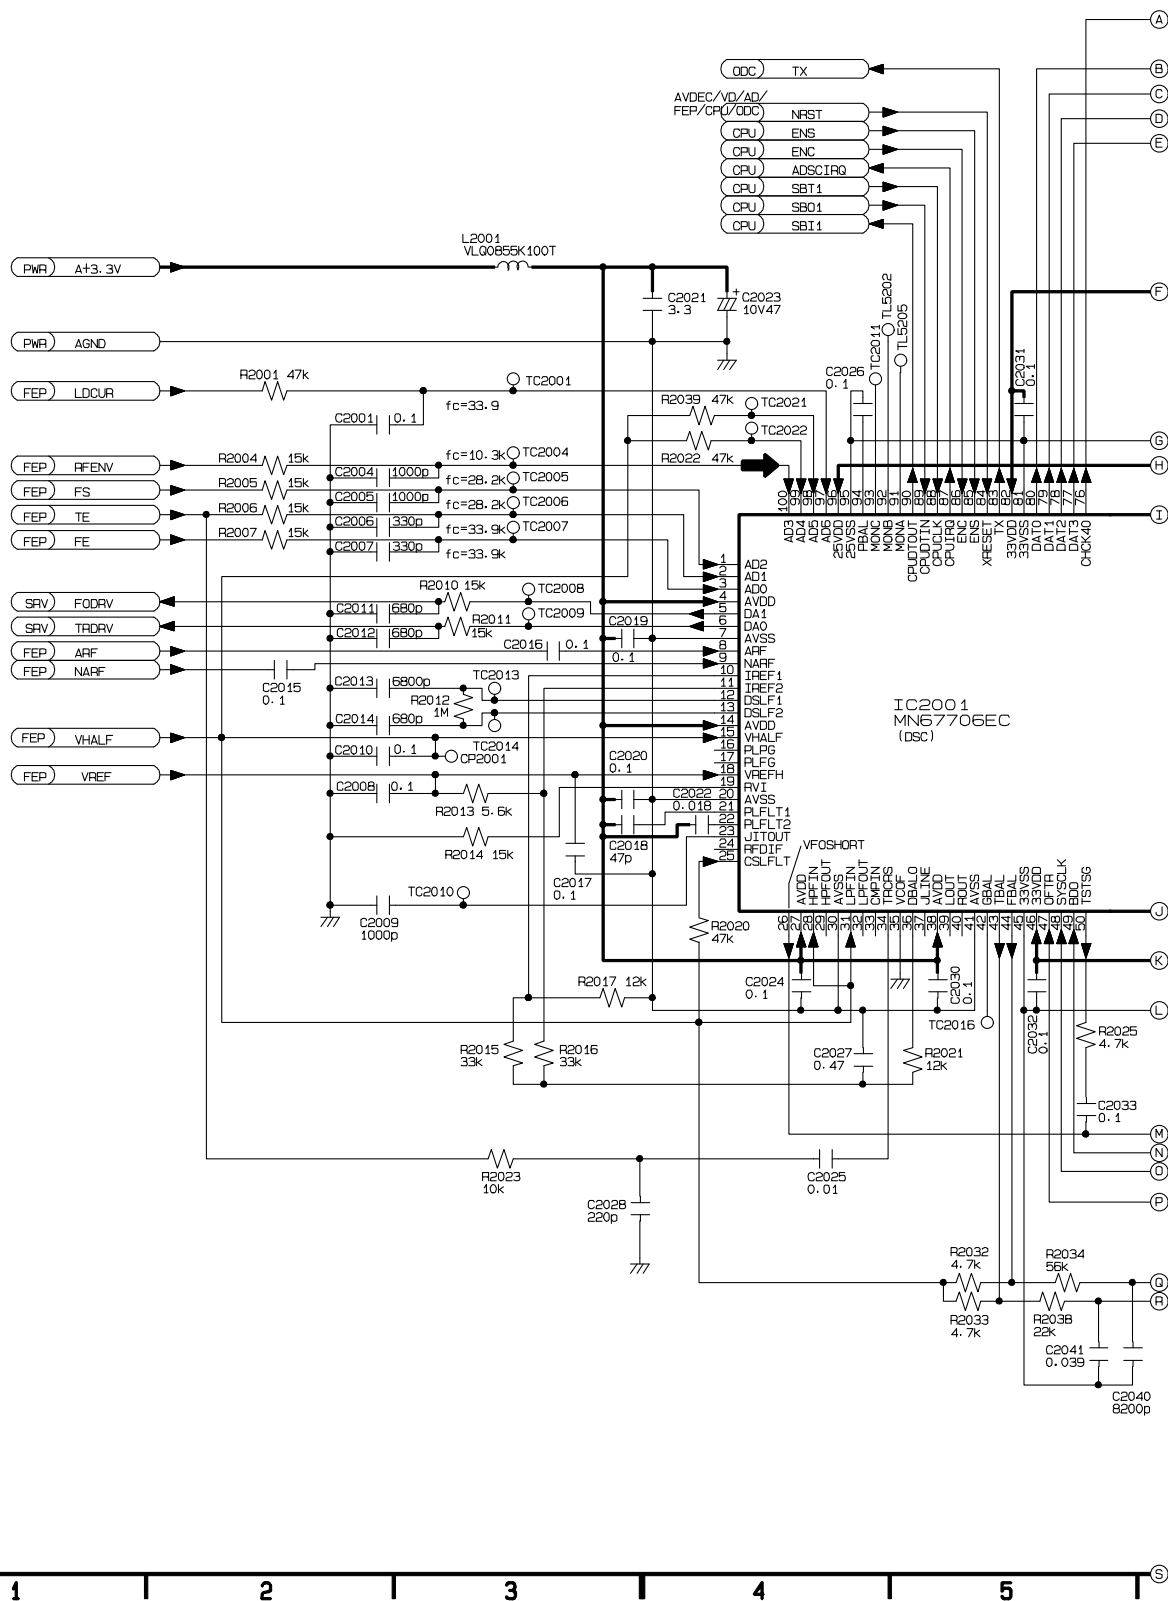 A
ODC TX
B
C
AVDEC/VD/AD/
FEP/CPU/ODC
NRST
D
CPU ENS
E
CPU ENC
CPU ADSCIRQ
CPU SBT1
CPU SBO1
CPU SBI1
L2001
VLQ0855K100T
PWR A+3.3V
F
C2021
3.3
+
C2023
10V47
TL5202
TL5205
TC2011
PWR AGND
R2001 47k
TC2001
C2026
0.1
C2031
0.1
FEP LDCUR
C2001 0.1
fc=33.9
R2039 47k
TC2021
TC2022
R2022 47k
G
FEP RFENV
R2004 15k
C2004 1000p
fc=10.3k
TC2004
H
FEP FS
R2005 15k
C2005 1000p
fc=28.2k
TC2005
FEP TE
R2006 15k
C2006 330p
fc=28.2k
TC2006
I
FEP FE
R2007 15k
C2007 330p
fc=33.9k
TC2007
fc=33.9k
100 AD3
99 AD4
98 AD5
97 AD6
96 25VDD
95 25VSS
94 PBAL
93 MONC
92 MONB
91 MONA
90 CPUDTOUT
89 CPUDTIN
88 CPUCLK
87 CPUIRQ
86 ENC
85 ENS
84 XRESET
83 TX
82 33VDD
81 33VSS
80 DAT0
79 DAT1
78 DAT2
77 DAT3
76 CHCK40
1 AD2
2 AD1
3 AD0
4 AVDD
5 DA1
6 DA0
7 AVSS
8 ARF
9 NARF
10 IREF1
11 IREF2
12 DSLF1
13 DSLF2
14 AVDD
15 VHALF
16 PLPG
17 PLFG
18 VREFH
19 RVI
20 AVSS
21 PLFLT1
22 PLFLT2
23 JITOUT
24 RFDIF
25 CSLFLT
IC2001
MN67706EC
(DSC)
SRV FODRV
C2011 680p
R2010 15k
TC2008
SRV TRDRV
C2012 680p
R2011
15k
TC2009
C2019
0.1
FEP ARF
C2016 0.1
FEP NARF
C2015
0.1
C2013 6800p
R2012
1M
TC2013
C2014 680p
TC2014
FEP VHALF
C2010 0.1
CP2001
C2020
0.1
FEP VREF
C2008 0.1
R2013 5.6k
C2022
0.018
R2014 15k
C2018
47p
C2017
0.1
TC2010
C2009
1000p
VFOSHORT
26
27 AVDD
28 HPFIN
29 HPFOUT
30 AVSS
31 LPFIN
32 LPFOUT
33 CMPIN
34 TRCRS
35 VCOF
36 DBALO
37 JLINE
38 AVDD
39 LOUT
40 ROUT
41 AVSS
42 GBAL
43 TBAL
44 FBAL
45 33VSS
46 33VDD
47 OFTR
48 SYSCLK
49 BDO
50 TSTSG
J
R2020
47k
K
R2017 12k
C2024
0.1
C2030
0.1
L
TC2016
C2032
0.1
R2025
4.7k
R2015
33k
R2016
33k
C2027
0.47
R2021
12k
C2033
0.1
M
N
R2023
10k
C2025
0.01
O
C2028
220p
P
R2032
4.7k
R2034
56k
Q
R
R2033
4.7k
R2038
22k
C2041
0.039
C2040
8200p
S
1 2 3 4 5